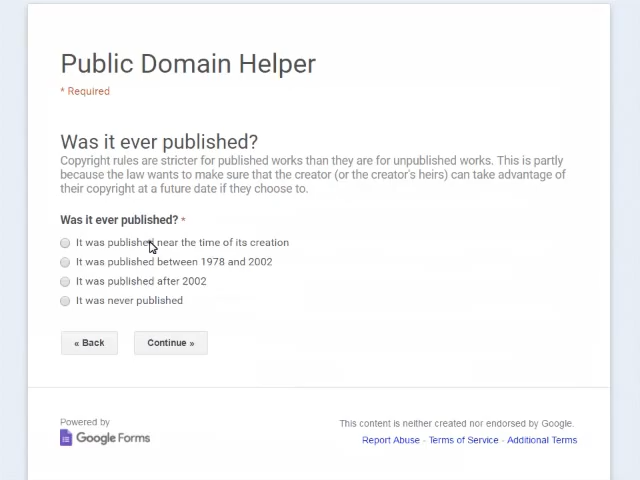 Public Domain Helper
* Required
Was it ever published?
Copyright rules are stricter for published works than they are for unpublished works. This is partly
because the law wants to make sure that the creator (or the creator's heirs) can take advantage of
their copyright at a future date if they choose to.
Was it ever published? *
It was published near the time of its creation
It was published between 1978 and 2002
It was published after 2002
It was never published
« Back
Continue »
Powered by
Google Forms
This content is neither created nor endorsed by Google.
Report Abuse - Terms of Service - Additional Terms